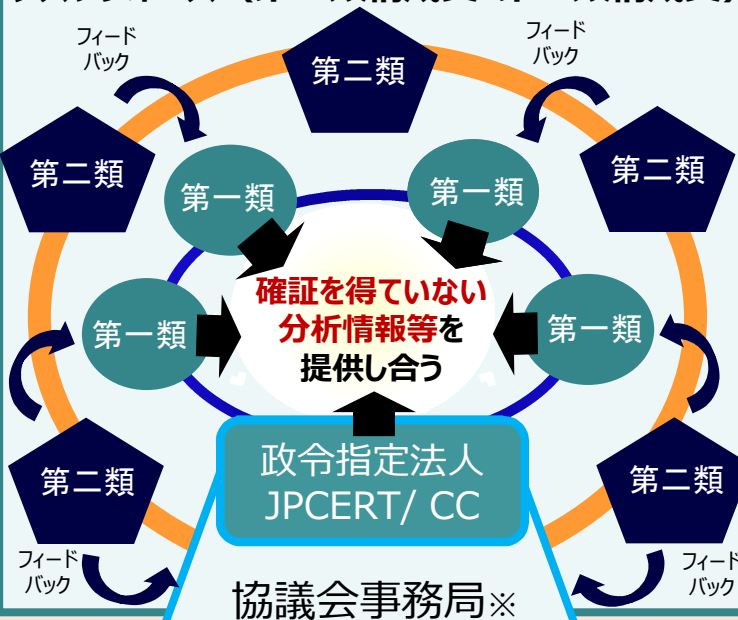 フィード
バック
フィード
バック
第二類
第二類
第二類
第一類
第一類
確証を得ていない
分析情報等を
提供し合う
第一類
第一類
政令指定法人
JPCERT/ CC
第二類
第二類
フィード
バック
フィード
バック
協議会事務局※